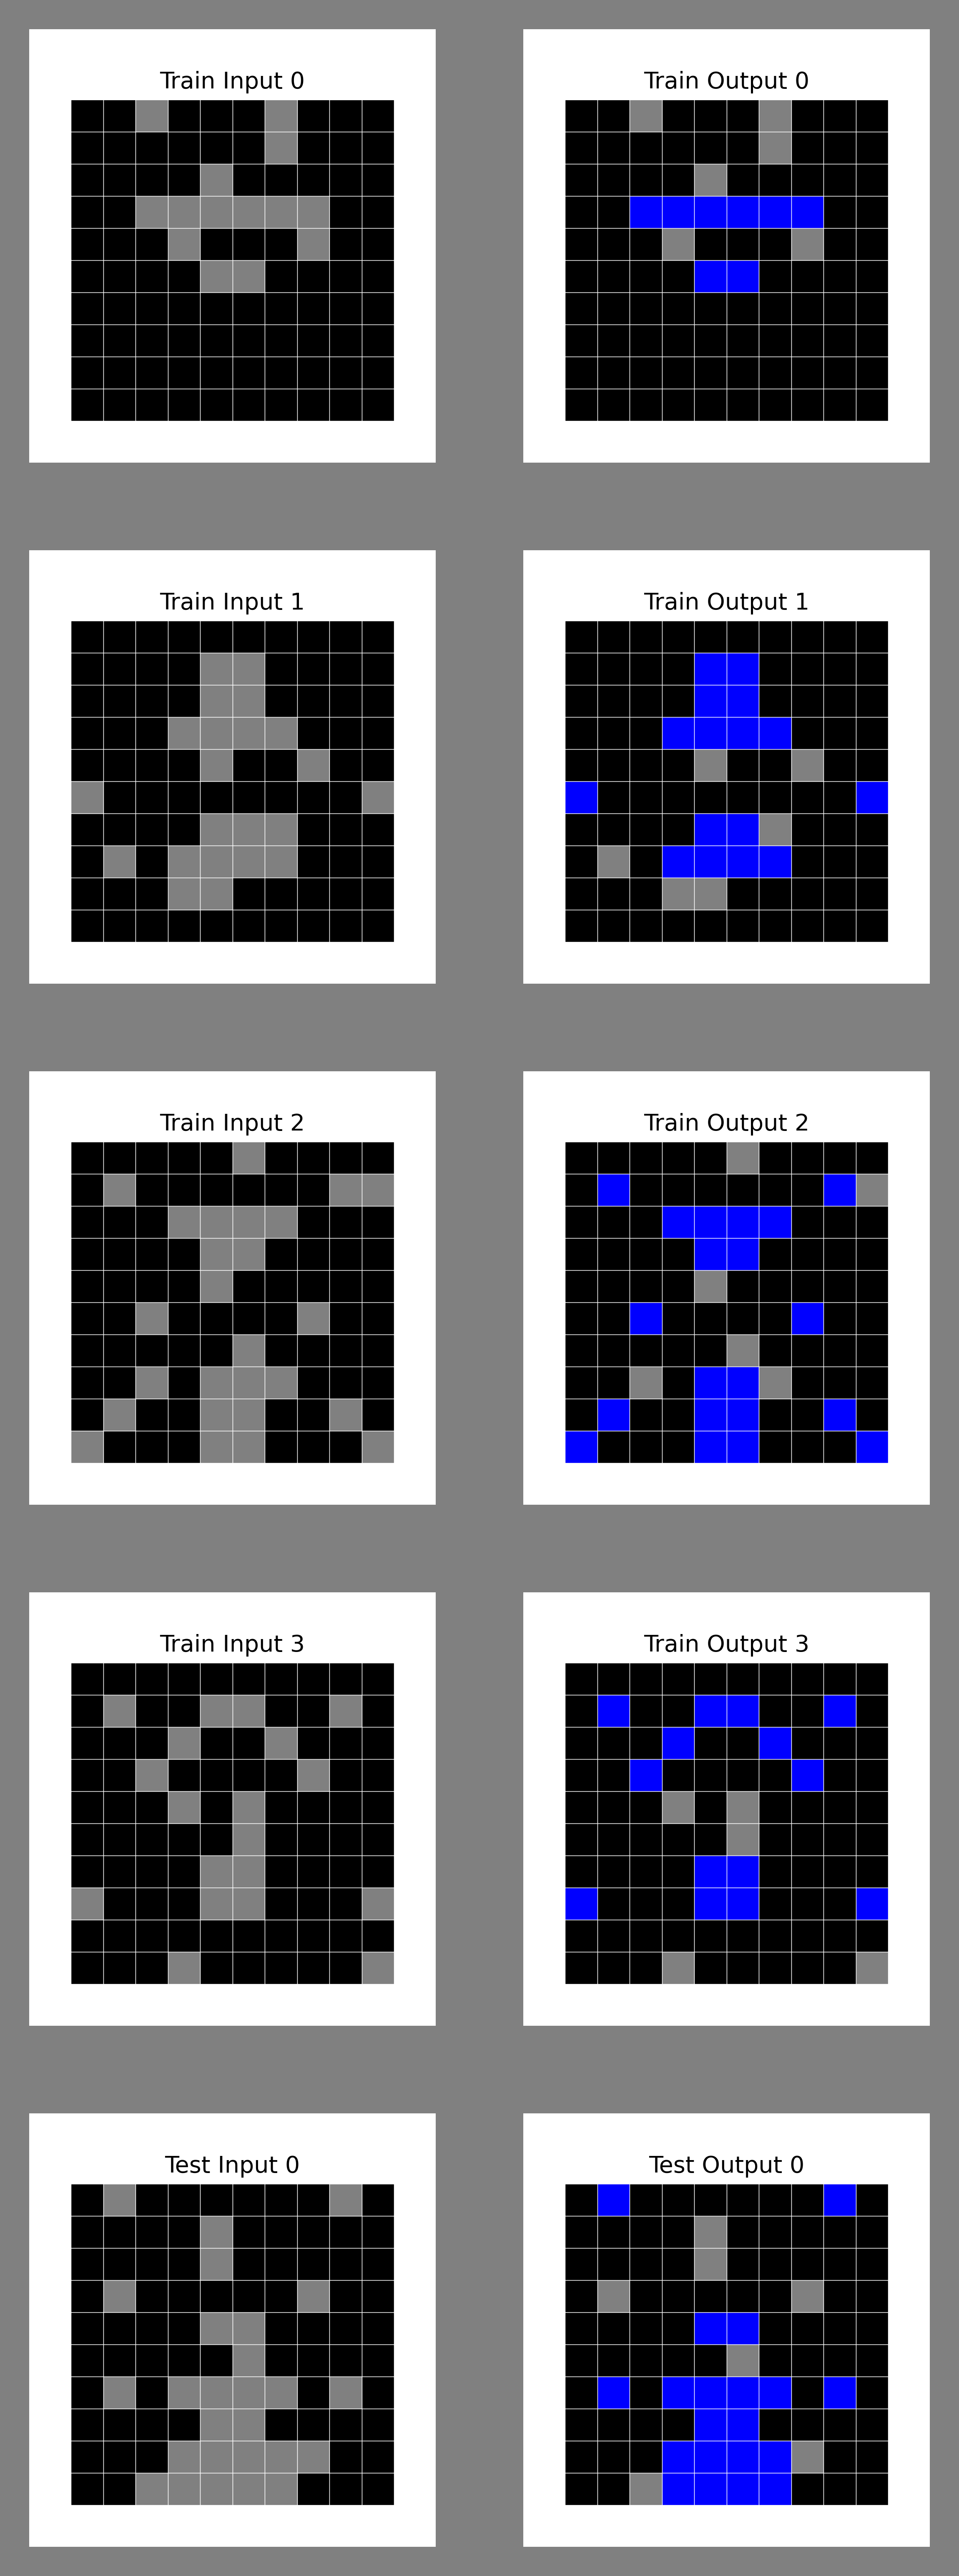 Train Input 0
Train Output 0
Train Input 1
Train Output 1
Train Input 2
Train Output 2
Train Input 3
Train Output 3
Test Input 0
Test Output 0